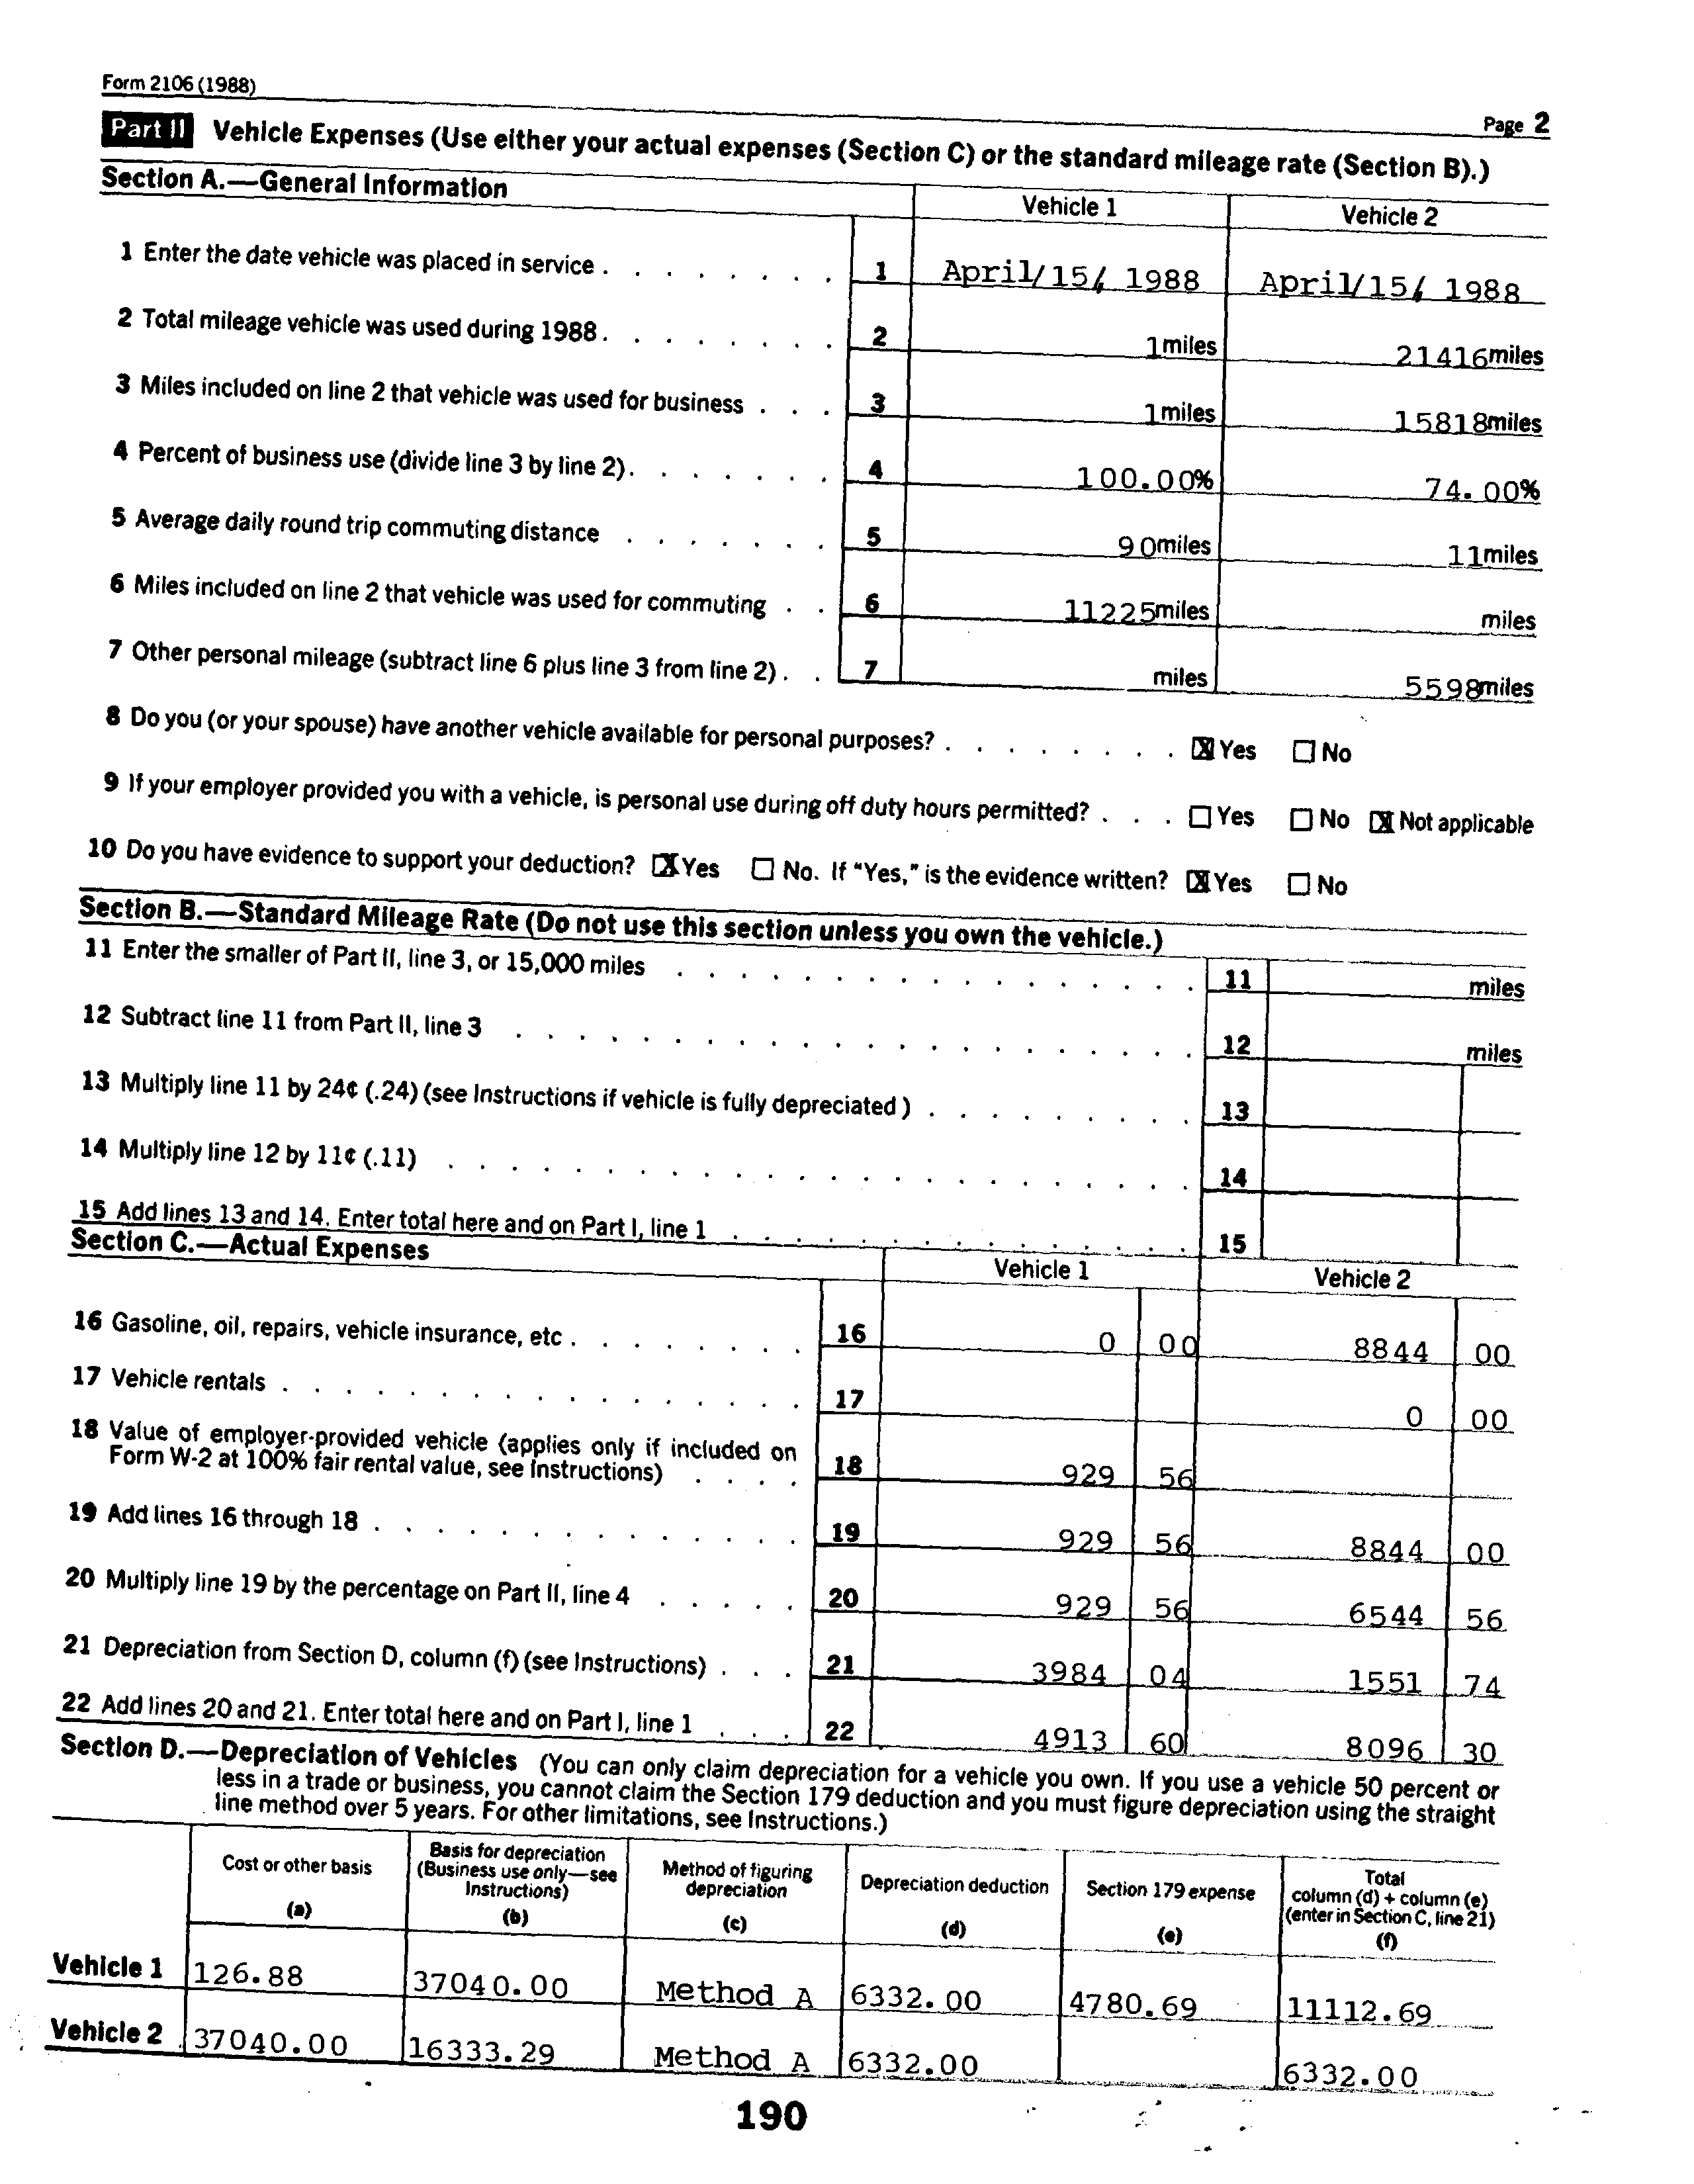 Form 2106 (1988)
Page 2
Part II Vehicle Expenses (Use either your actual expenses (Section C) or the standard mileage rate (Section B).)
Section A.—General Information
Vehicle 1 Vehicle 2
1 Enter the date vehicle was placed in service . . . . . . . . 1 April/15/ 1988 April/15/ 1988
2 Total mileage vehicle was used during 1988. . . . . . . . 2 1miles 21416miles
3 Miles included on line 2 that vehicle was used for business . . . 3 1miles 15818miles
4 Percent of business use (divide line 3 by line 2). . . . . . . 4 100.00% 74.00%
5 Average daily round trip commuting distance . . . . . . . 5 90miles 11miles
6 Miles included on line 2 that vehicle was used for commuting . . 6 11225miles miles
7 Other personal mileage (subtract line 6 plus line 3 from line 2) . . 7 miles 5598miles
8 Do you (or your spouse) have another vehicle available for personal purposes? . . . . . . . . X Yes No
9 If your employer provided you with a vehicle, is personal use during off duty hours permitted? . . . Yes No X Not applicable
10 Do you have evidence to support your deduction? X Yes No. If "Yes," is the evidence written? X Yes No
Section B.—Standard Mileage Rate (Do not use this section unless you own the vehicle.)
11 Enter the smaller of Part II, line 3, or 15,000 miles . . . . . . . . . . . . . . . . . 11 miles
12 Subtract line 11 from Part II, line 3 . . . . . . . . . . . . . . . . . . . . . . 12 miles
13 Multiply line 11 by 24¢ (.24) (see Instructions if vehicle is fully depreciated ) . . . . . . . . . 13
14 Multiply line 12 by 11¢ (.11) . . . . . . . . . . . . . . . . . . . . . . . . 14
15 Add lines 13 and 14. Enter total here and on Part I, line 1 . . . . . . . . . . . . . . . 15
Section C.—Actual Expenses
Vehicle 1 Vehicle 2
16 Gasoline, oil, repairs, vehicle insurance, etc . . . . . . . . 16 0 00 8844 00
17 Vehicle rentals . . . . . . . . . . . . . . . . . 17 0 00
18 Value of employer-provided vehicle (applies only if included on
Form W-2 at 100% fair rental value, see Instructions) . . . . 18 929 56
19 Add lines 16 through 18 . . . . . . . . . . . . . . 19 929 56 8844 00
20 Multiply line 19 by the percentage on Part II, line 4 . . . . . 20 929 56 6544 56
21 Depreciation from Section D, column (f) (see Instructions) . . . 21 3984 04 1551 74
22 Add lines 20 and 21. Enter total here and on Part I, line 1 . . . 22 4913 60 8096 30
Section D.—Depreciation of Vehicles (You can only claim depreciation for a vehicle you own. If you use a vehicle 50 percent or
less in a trade or business, you cannot claim the Section 179 deduction and you must figure depreciation using the straight
line method over 5 years. For other limitations, see Instructions.)
Cost or other basis
(a)
Basis for depreciation
(Business use only—see
Instructions)
(b)
Method of figuring
depreciation
(c)
Depreciation deduction
(d)
Section 179 expense
(e)
Total
column (d) + column (e)
(enter in Section C, line 21)
(f)
Vehicle 1 126.88 37040.00 Method A 6332.00 4780.69 11112.69
Vehicle 2 37040.00 16333.29 Method A 6332.00 6332.00
190